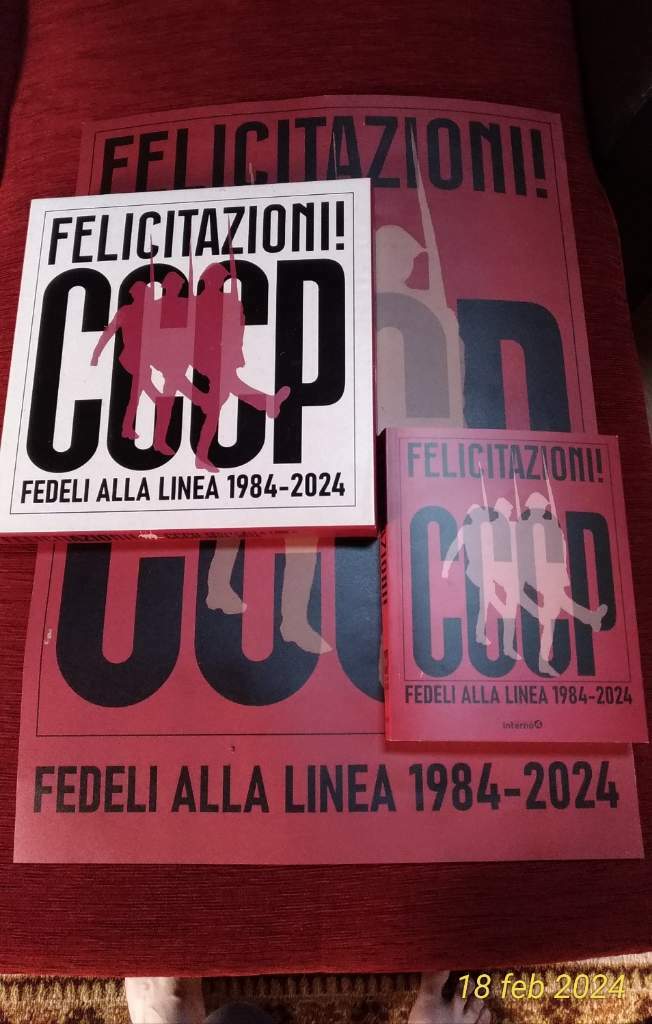 FELICITAZIONI!
FELICITAZIONI!
CCCP
FEDELI ALLA LINEA 1984-2024
FELICITAZIONI!
CCCP
FEDELI ALLA LINEA 1984-2024
interno4
FEDELI ALLA LINEA 1984-2024
18 feb 2024